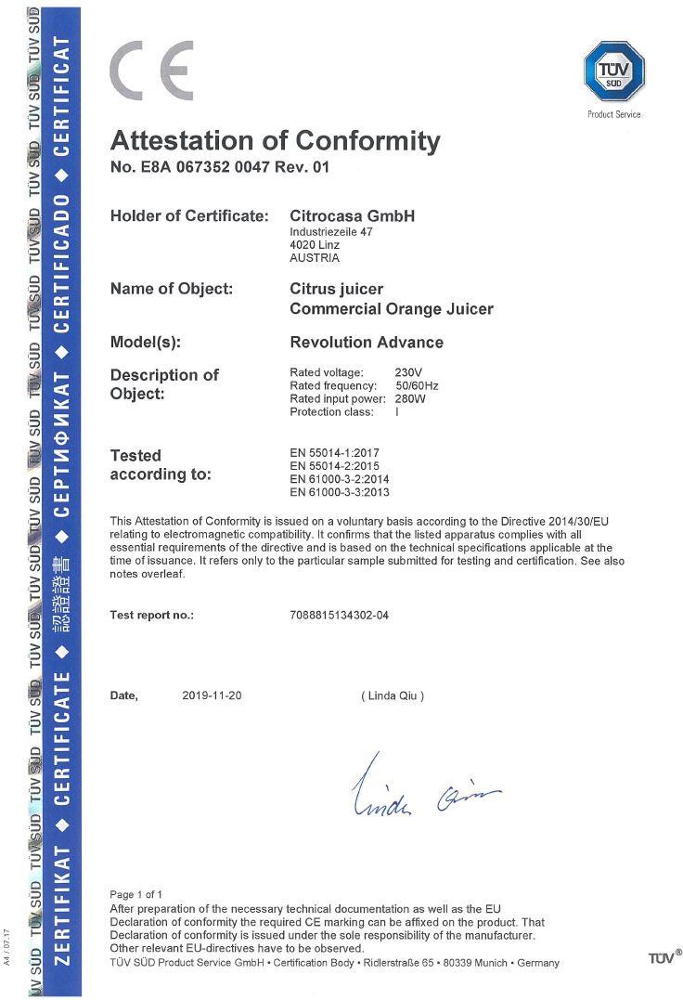 TÜV SÜD TÜV SÜD TÜV SÜD TÜV SÜD TÜV SÜD TÜV SÜD TÜV SÜD TÜV SÜD TÜV SÜD TÜV SÜD TÜV SÜD TÜV SÜD TÜV SÜD TÜV SÜD ÜV SÜD
ZERTIFIKAT ◆ CERTIFICATE ◆ 認證證書 ◆ СЕРТИФИКАТ ◆ CERTIFICADO ◆ CERTIFICAT
A4 / 07.17
CE
TÜV
SÜD
Product Service
Attestation of Conformity
No. E8A 067352 0047 Rev. 01
Holder of Certificate: Citrocasa GmbH
Industriezeile 47
4020 Linz
AUSTRIA
Name of Object: Citrus juicer
Commercial Orange Juicer
Model(s): Revolution Advance
Description of
Object:
Rated voltage: 230V
Rated frequency: 50/60Hz
Rated input power: 280W
Protection class: I
Tested
according to:
EN 55014-1:2017
EN 55014-2:2015
EN 61000-3-2:2014
EN 61000-3-3:2013
This Attestation of Conformity is issued on a voluntary basis according to the Directive 2014/30/EU
relating to electromagnetic compatibility. It confirms that the listed apparatus complies with all
essential requirements of the directive and is based on the technical specifications applicable at the
time of issuance. It refers only to the particular sample submitted for testing and certification. See also
notes overleaf.
Test report no.: 7088815134302-04
Date, 2019-11-20 ( Linda Qiu )
Linda Qiu
Page 1 of 1
After preparation of the necessary technical documentation as well as the EU
Declaration of conformity the required CE marking can be affixed on the product. That
Declaration of conformity is issued under the sole responsibility of the manufacturer.
Other relevant EU-directives have to be observed.
TÜV SÜD Product Service GmbH • Certification Body • Ridlerstraße 65 • 80339 Munich • Germany
TÜV®